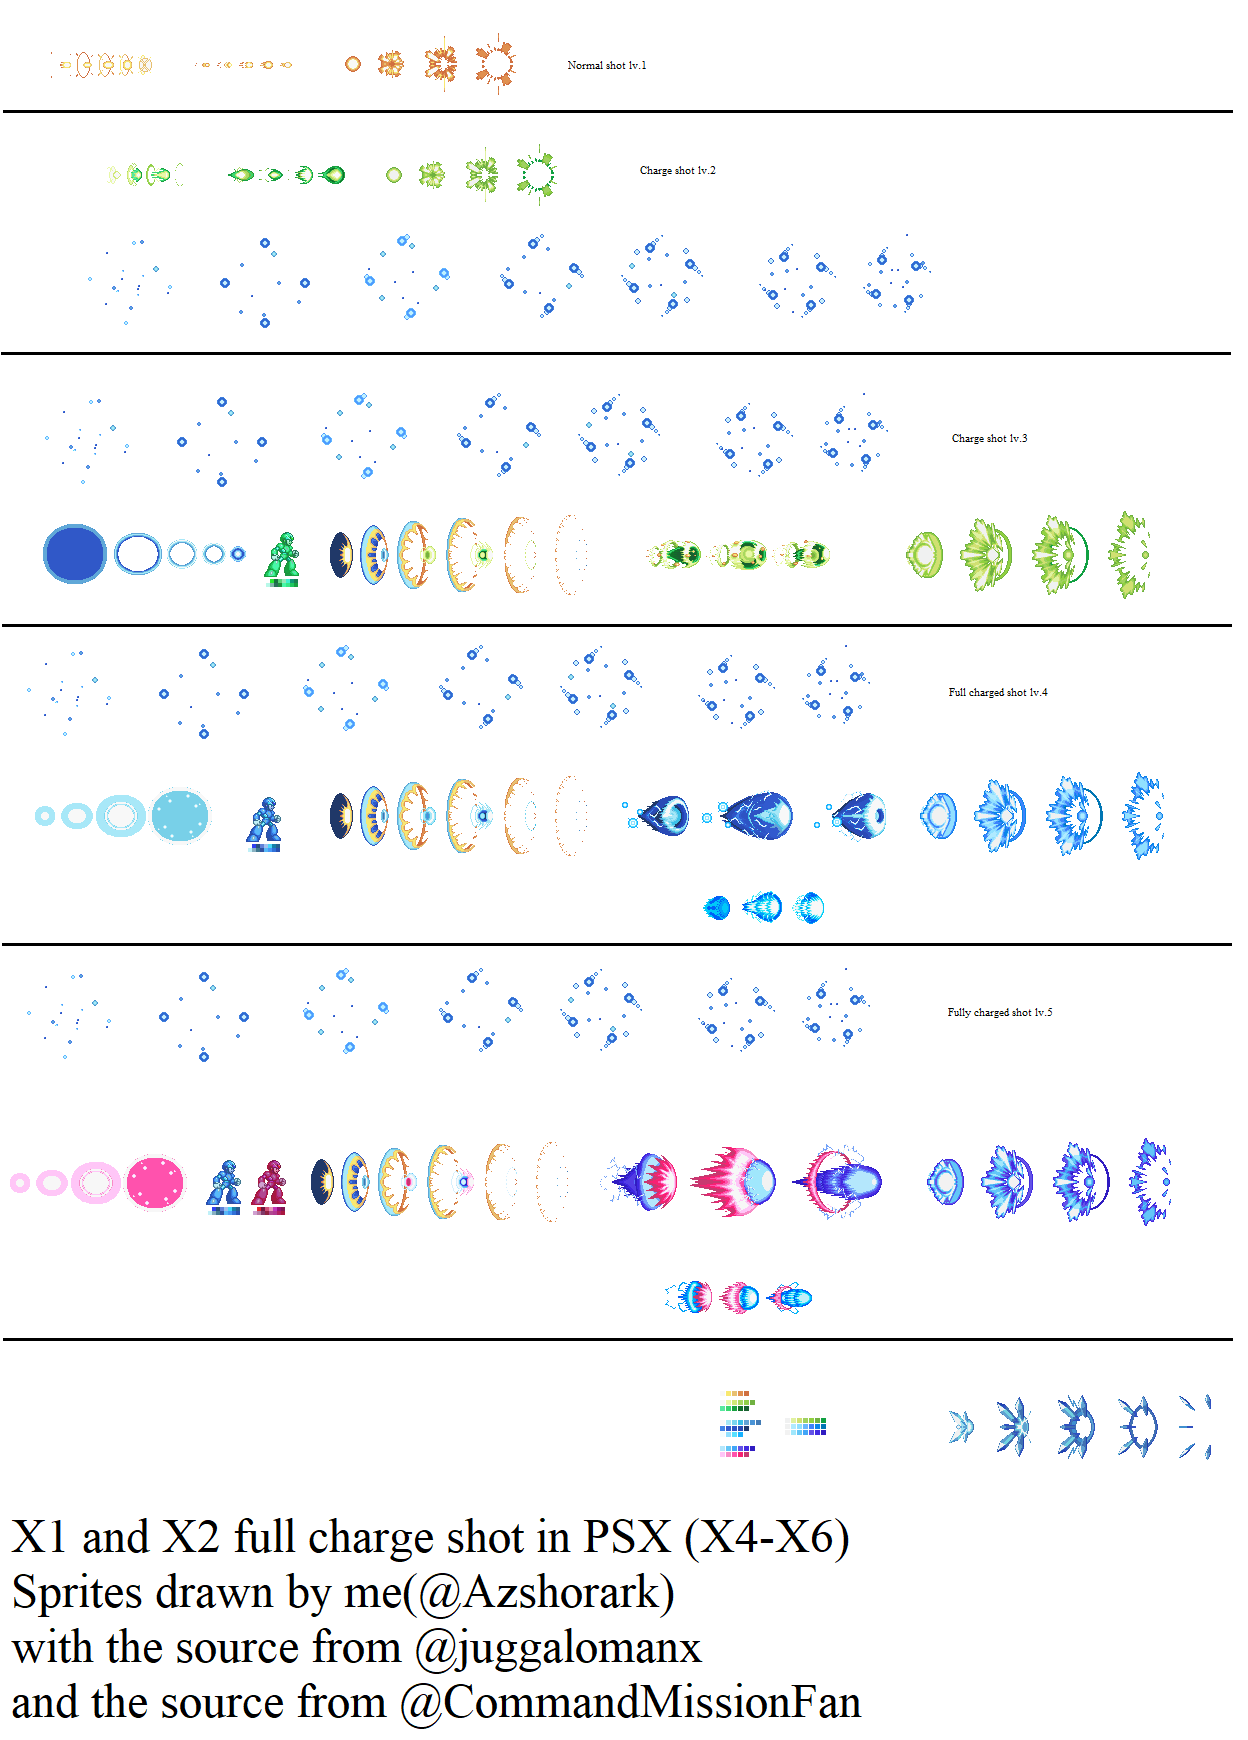 Normal shot lv.1
Charge shot lv.2
Charge shot lv.3
Full charged shot lv.4
Fully charged shot lv.5
X1 and X2 full charge shot in PSX (X4-X6)
Sprites drawn by me(@Azshorark)
with the source from @juggalomanx
and the source from @CommandMissionFan